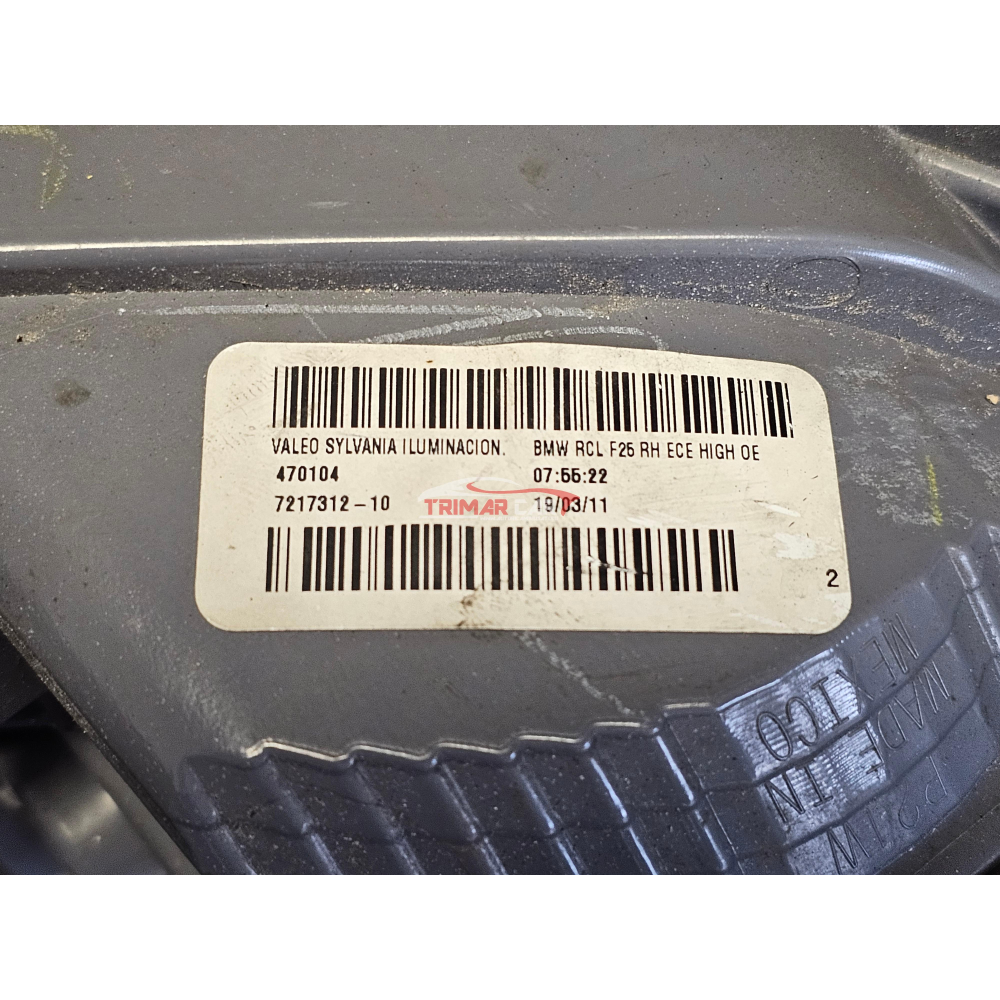 VALEO SYLVANIA ILUMINACION. BMW RCL F25 RH ECE HIGH OE
470104 07:55:22
7217312-10 19/03/11
TRIMAR
2
MADE IN
MEXICO
P21W